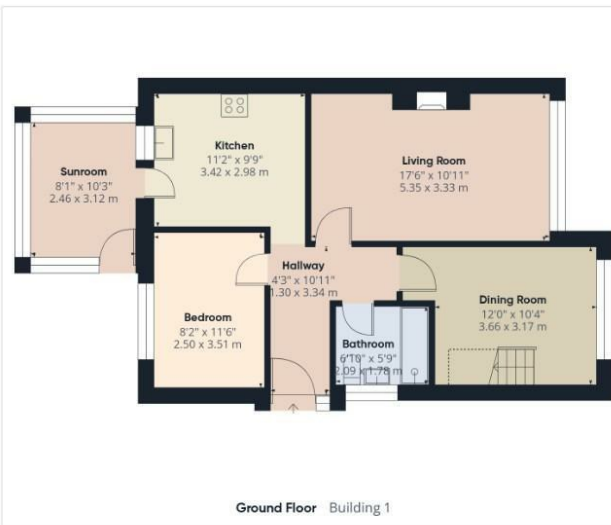 Kitchen
11'2" x 9'9"
3.42 x 2.98 m
Sunroom
8'1" x 10'3"
2.46 x 3.12 m
Living Room
17'6" x 10'11"
5.35 x 3.33 m
Hallway
4'3" x 10'11"
1.30 x 3.34 m
Bedroom
8'2" x 11'6"
2.50 x 3.51 m
Dining Room
12'0" x 10'4"
3.66 x 3.17 m
Bathroom
6'10" x 5'9"
2.09 x 1.78 m
Ground Floor Building 1